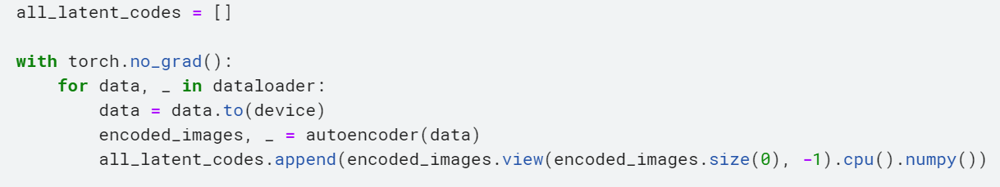 all_latent_codes = []
with torch.no_grad():
    for data, _ in dataloader:
        data = data.to(device)
        encoded_images, _ = autoencoder(data)
        all_latent_codes.append(encoded_images.view(encoded_images.size(0), -1).cpu().numpy())